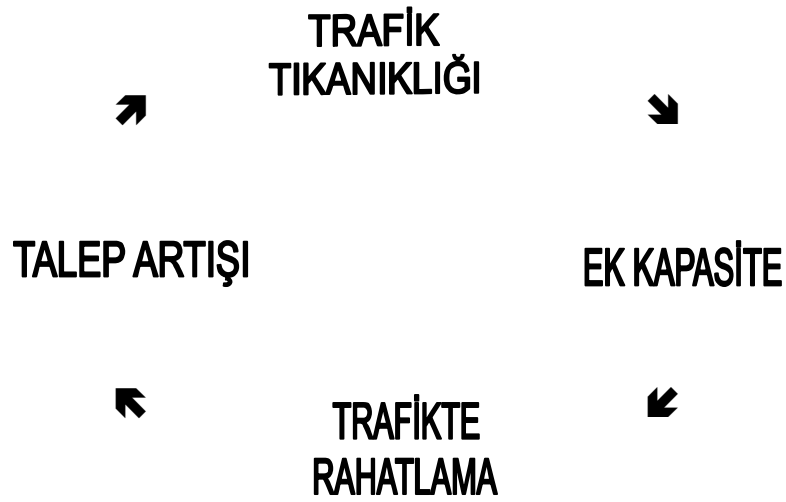 TRAFİK
TIKANIKLIĞI
TALEP ARTIŞI
EK KAPASİTE
TRAFİKTE
RAHATLAMA